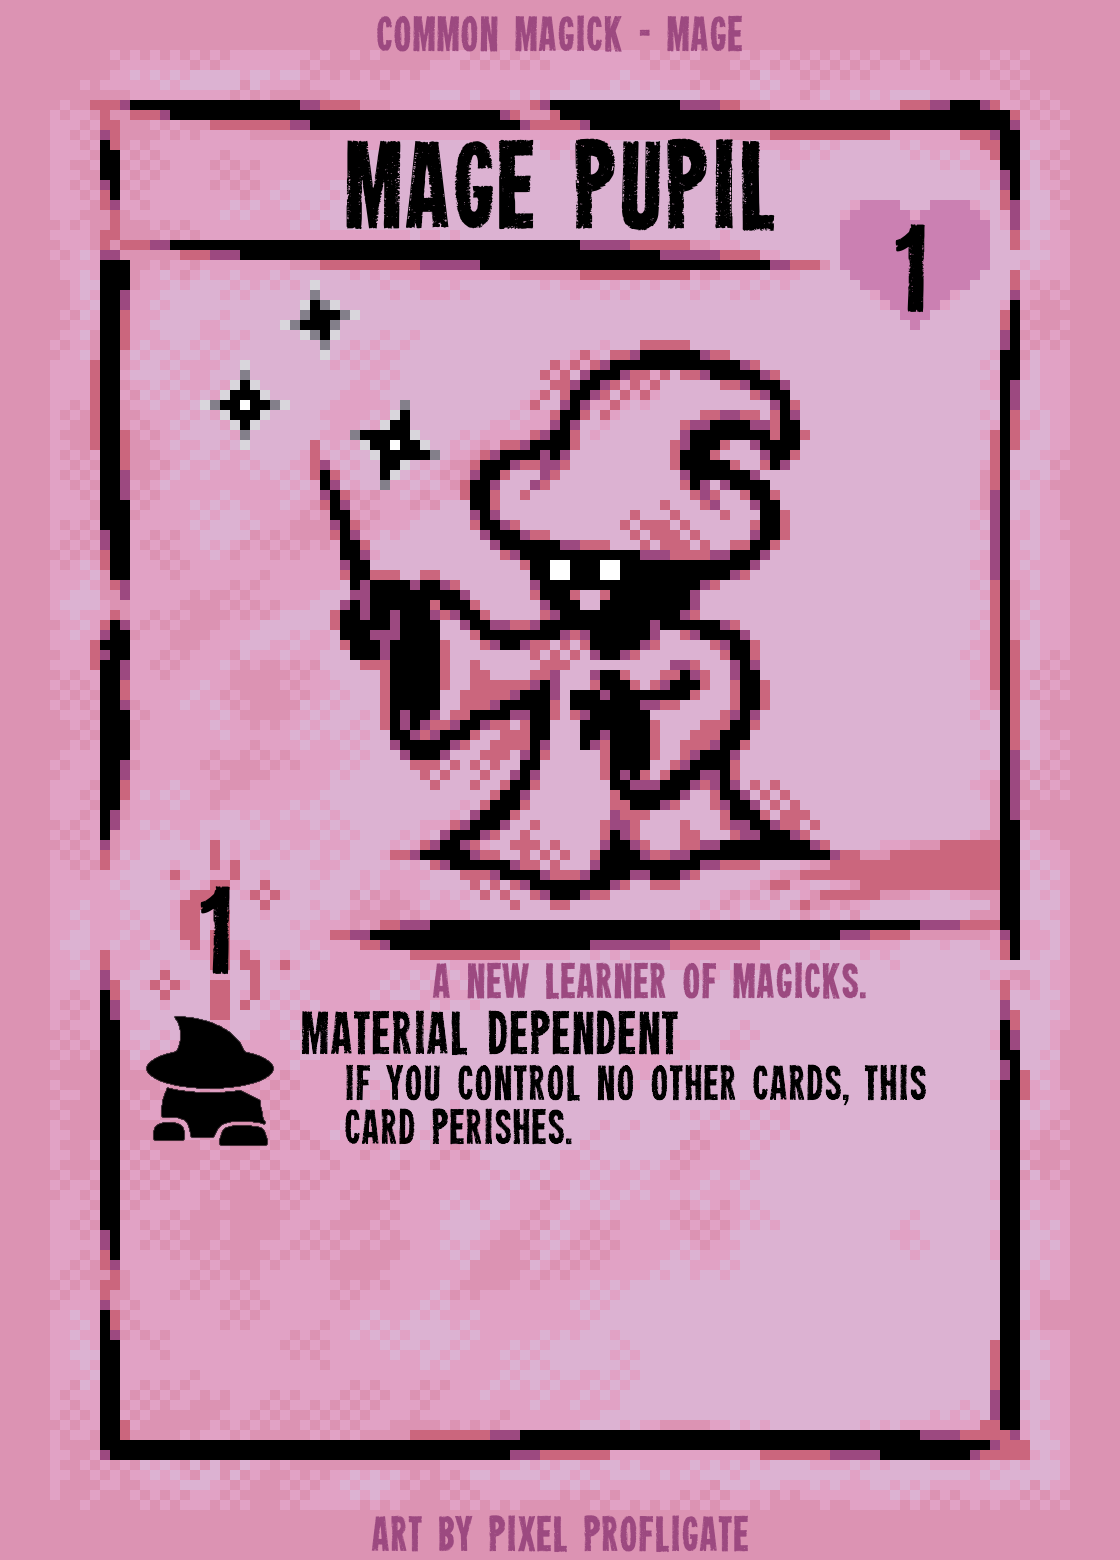 COMMON MAGICK - MAGE
MAGE PUPIL
1
1
A NEW LEARNER OF MAGICKS.
MATERIAL DEPENDENT
IF YOU CONTROL NO OTHER CARDS, THIS
CARD PERISHES.
ART BY PIXEL PROFLIGATE